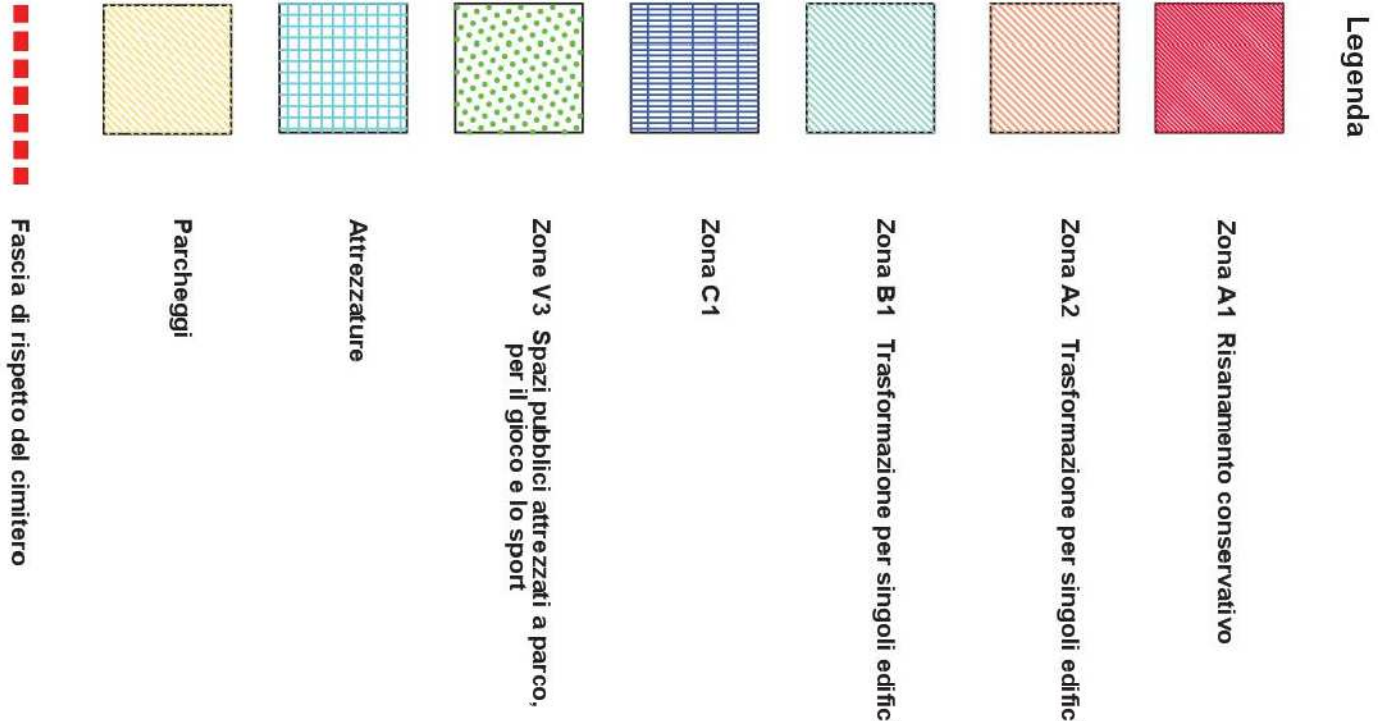 Legenda
Zona A1 Risanamento conservativo
Zona A2 Trasformazione per singoli edific
Zona B1 Trasformazione per singoli edific
Zona C1
Zone V3 Spazi pubblici attrezzati a parco,
per il gioco e lo sport
Attrezzature
Parcheggi
Fascia di rispetto del cimitero